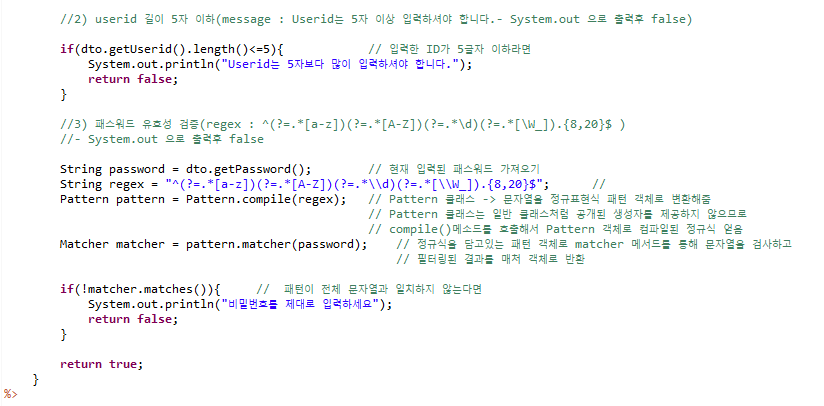 //2) userid 길이 5자 이하(message : Userid는 5자 이상 입력하셔야 합니다.- System.out 으로 출력후 false)
if(dto.getUserid().length()<=5){ // 입력한 ID가 5글자 이하라면
System.out.println("Userid는 5자보다 많이 입력하셔야 합니다.");
return false;
}
//3) 패스워드 유효성 검증(regex : ^(?=.*[a-z])(?=.*[A-Z])(?=.*\d)(?=.*[\W_]).{8,20}$ )
//- System.out 으로 출력후 false
String password = dto.getPassword(); // 현재 입력된 패스워드 가져오기
String regex = "^(?=.*[a-z])(?=.*[A-Z])(?=.*\\d)(?=.*[\\W_]).{8,20}$"; //
Pattern pattern = Pattern.compile(regex); // Pattern 클래스 -> 문자열을 정규표현식 패턴 객체로 변환해줌
// Pattern 클래스는 일반 클래스처럼 공개된 생성자를 제공하지 않으므로
// compile()메소드를 호출해서 Pattern 객체로 컴파일된 정규식 얻음
Matcher matcher = pattern.matcher(password); // 정규식을 담고있는 패턴 객체로 matcher 메서드를 통해 문자열을 검사하고
// 필터링된 결과를 매처 객체로 반환
if(!matcher.matches()){ // 패턴이 전체 문자열과 일치하지 않는다면
System.out.println("비밀번호를 제대로 입력하세요");
return false;
}
return true;
}
%>